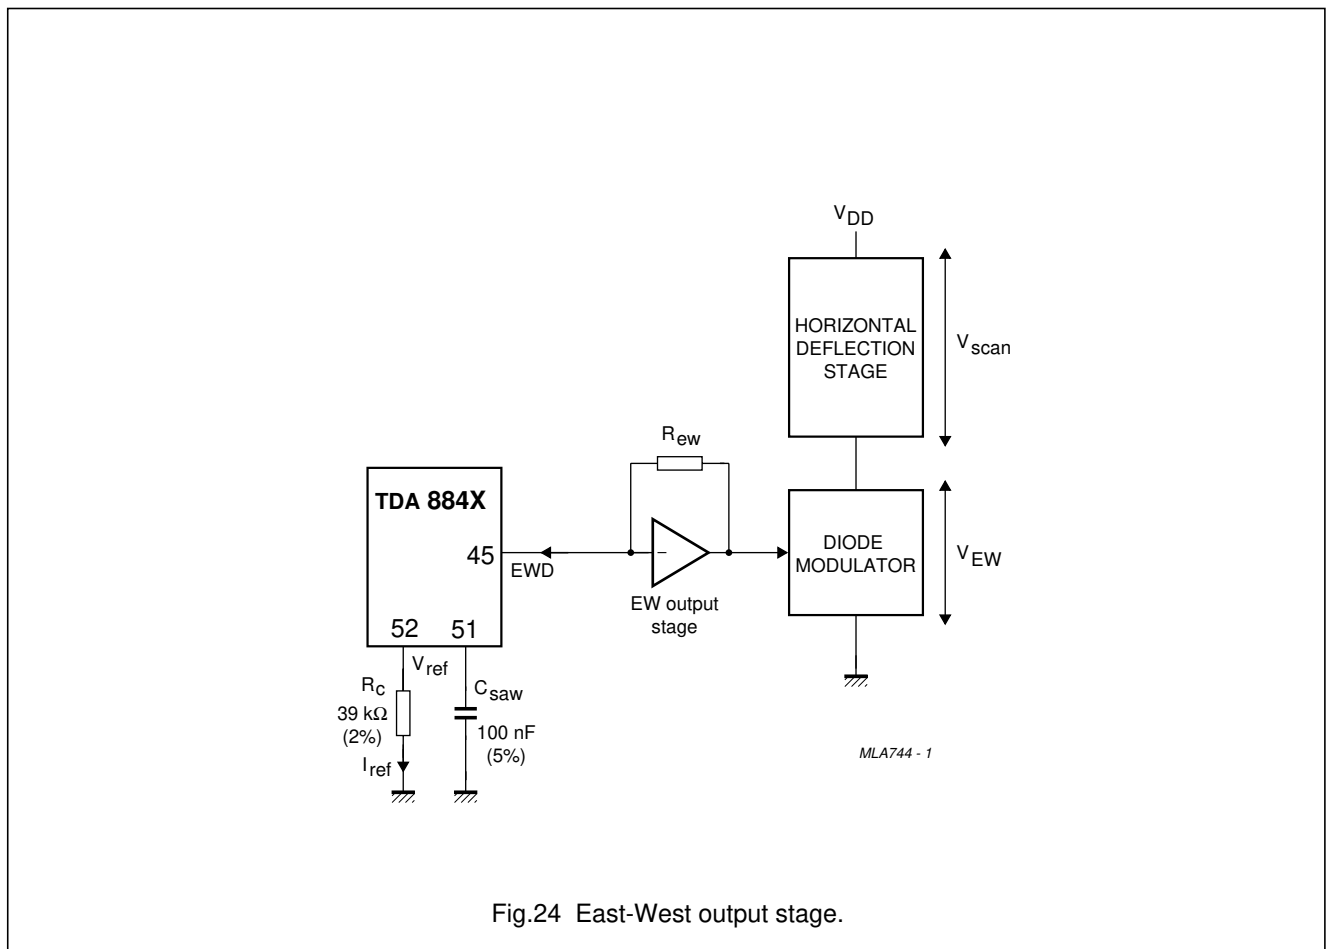 VDD
HORIZONTAL
DEFLECTION
STAGE
Vscan
Rew
TDA 884X
45
EWD
−
EW output
stage
DIODE
MODULATOR
VEW
52
51
Vref
RC
39 kΩ
(2%)
Iref
Csaw
100 nF
(5%)
MLA744 - 1
Fig.24 East-West output stage.